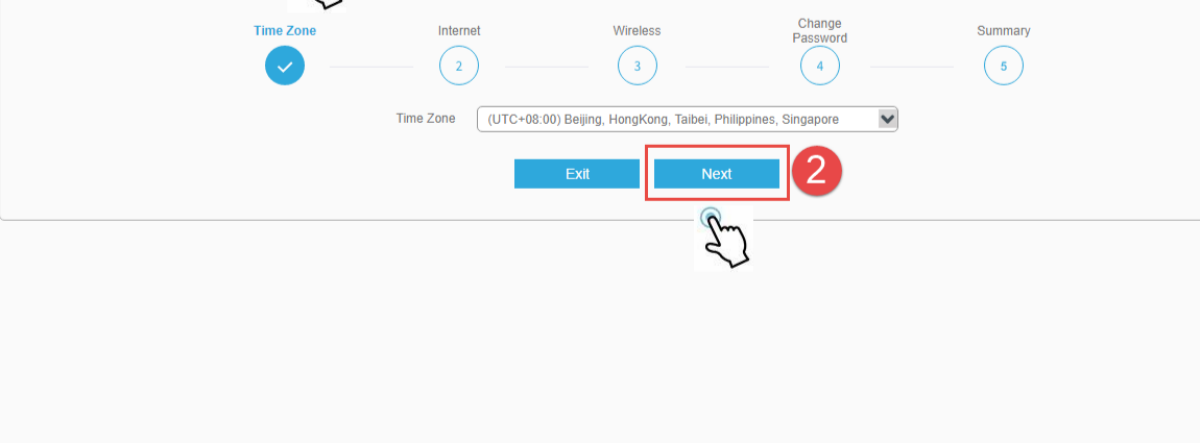 Time Zone
Internet
Wireless
Change
Password
Summary
2
3
4
5
Time Zone
(UTC+08:00) Beijing, HongKong, Taibei, Philippines, Singapore
Exit
Next
2